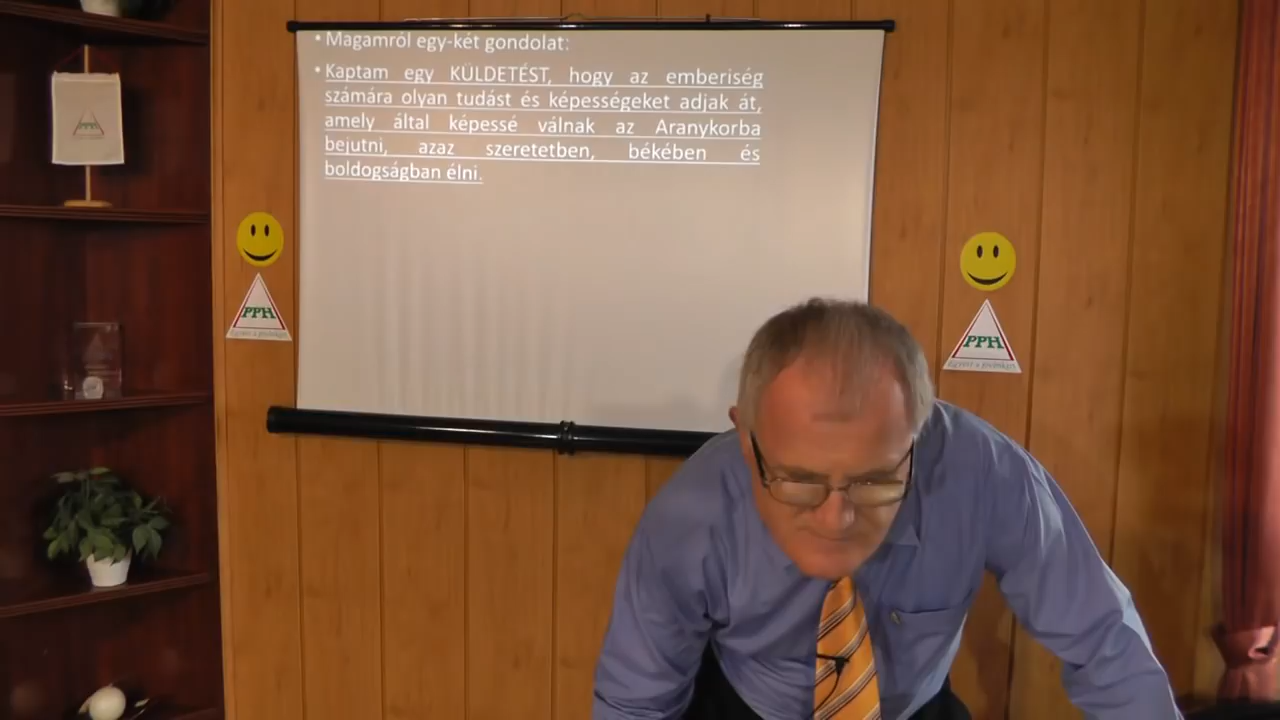 • Magamról egy-két gondolat:
• Kaptam egy KÜLDETÉST, hogy az emberiség
számára olyan tudást és képességeket adjak át,
amely által képessé válnak az Aranykorba
bejutni, azaz szeretetben, békében és
boldogságban élni.
PPH
PPH